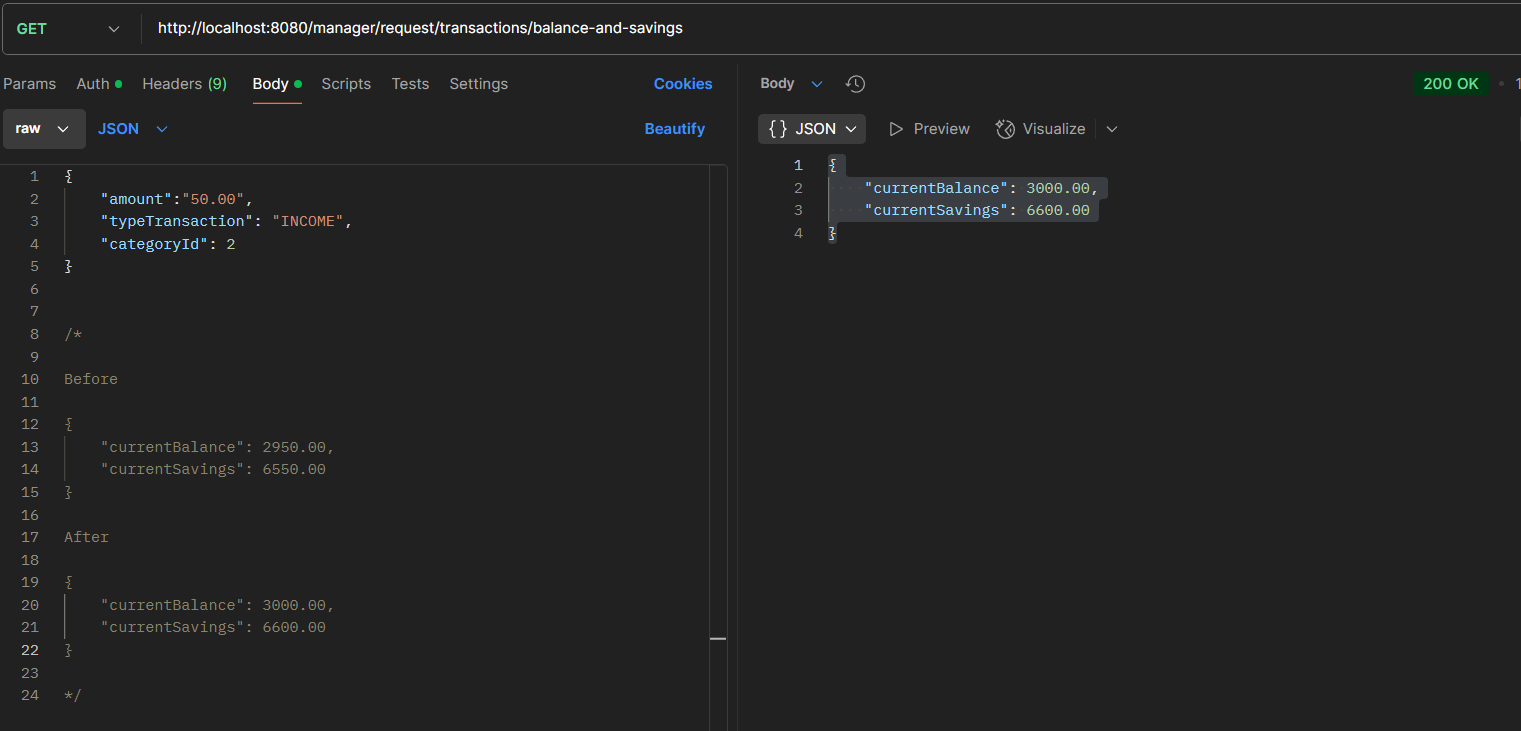 GET http://localhost:8080/manager/request/transactions/balance-and-savings
Params Auth Headers (9) Body Scripts Tests Settings Cookies
raw JSON Beautify
1 {
2 "amount":"50.00",
3 "typeTransaction": "INCOME",
4 "categoryId": 2
5 }
6
7
8 /*
9
10 Before
11
12 {
13 "currentBalance": 2950.00,
14 "currentSavings": 6550.00
15 }
16
17 After
18
19 {
20 "currentBalance": 3000.00,
21 "currentSavings": 6600.00
22 }
23
24 */
Body 200 OK • 1
{} JSON Preview Visualize
1 {
2 "currentBalance": 3000.00,
3 "currentSavings": 6600.00
4 }